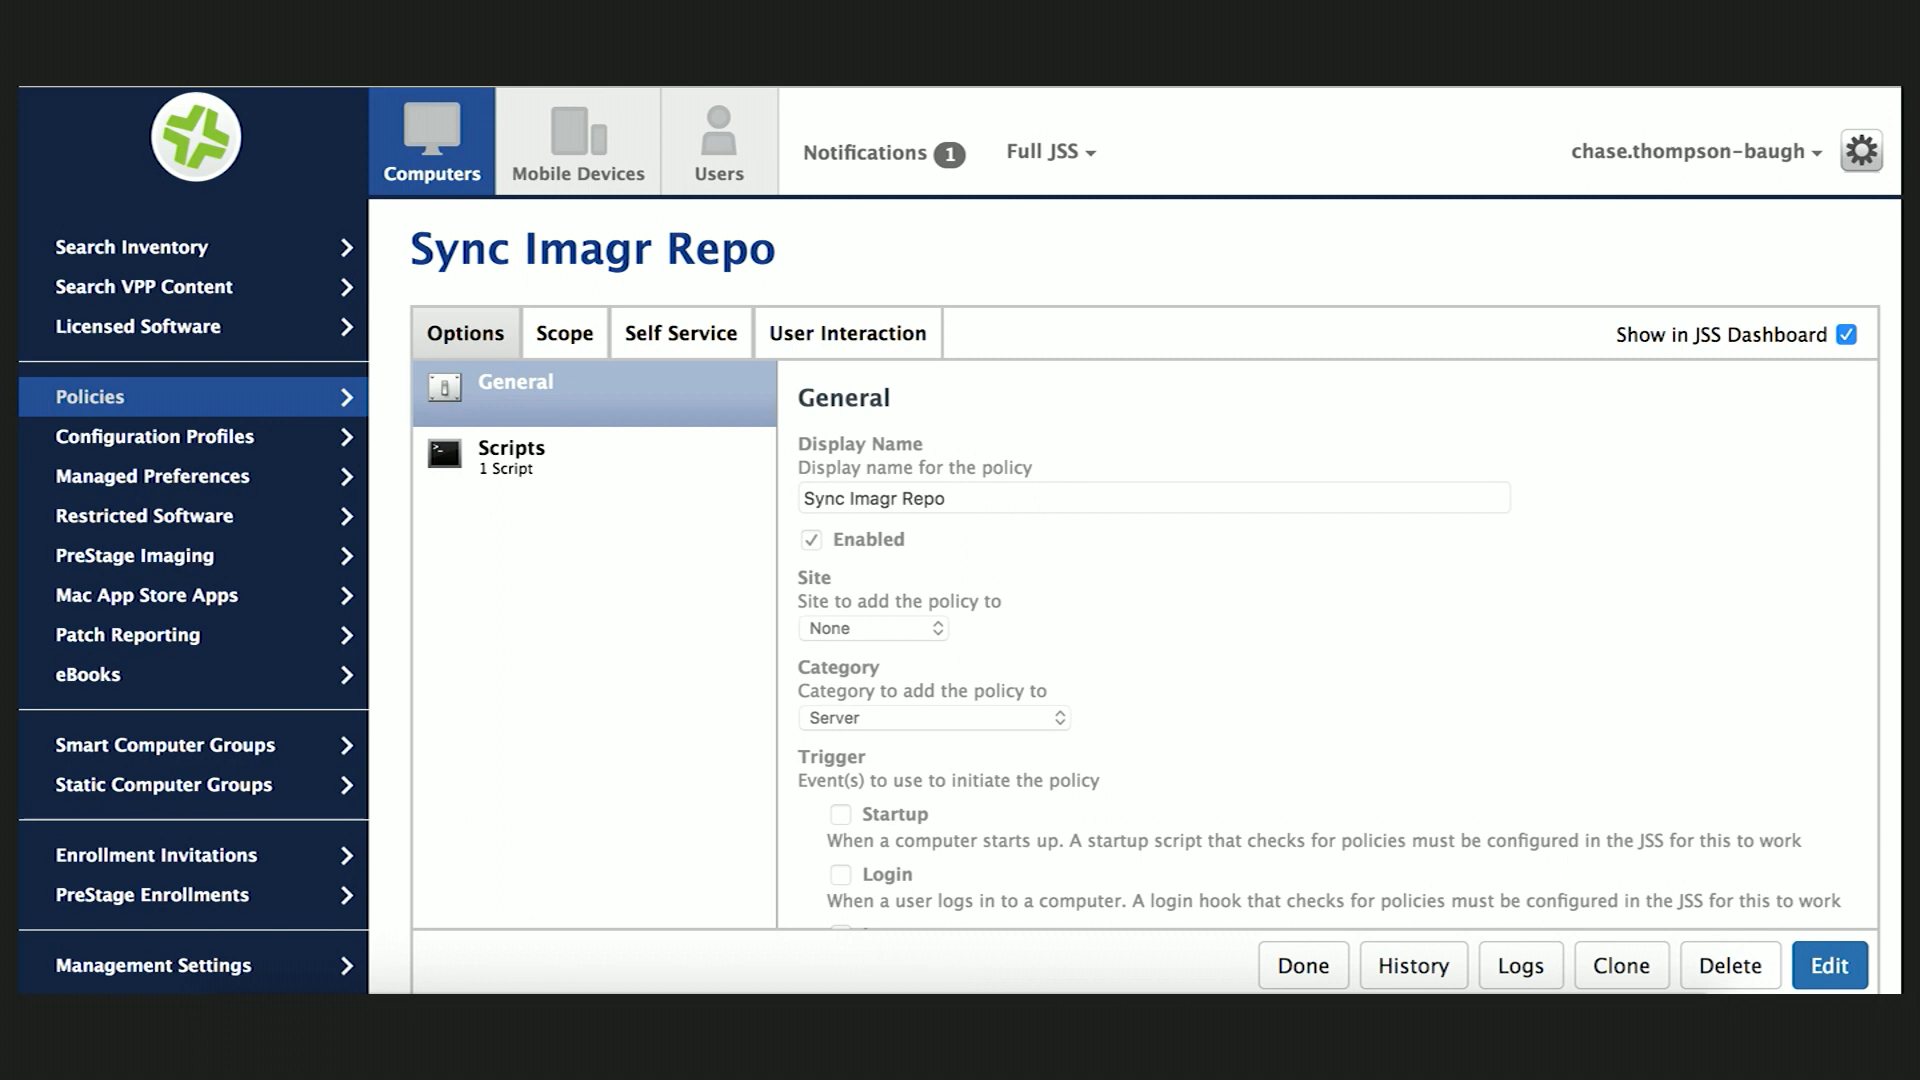 Computers
Mobile Devices
Users
Notifications 1
Full JSS
chase.thompson-baugh
Search Inventory
Search VPP Content
Licensed Software
Policies
Configuration Profiles
Managed Preferences
Restricted Software
PreStage Imaging
Mac App Store Apps
Patch Reporting
eBooks
Smart Computer Groups
Static Computer Groups
Enrollment Invitations
PreStage Enrollments
Management Settings
Sync Imagr Repo
Options
Scope
Self Service
User Interaction
Show in JSS Dashboard
General
Scripts
1 Script
General
Display Name
Display name for the policy
Sync Imagr Repo
Enabled
Site
Site to add the policy to
None
Category
Category to add the policy to
Server
Trigger
Event(s) to use to initiate the policy
Startup
When a computer starts up. A startup script that checks for policies must be configured in the JSS for this to work
Login
When a user logs in to a computer. A login hook that checks for policies must be configured in the JSS for this to work
Done
History
Logs
Clone
Delete
Edit